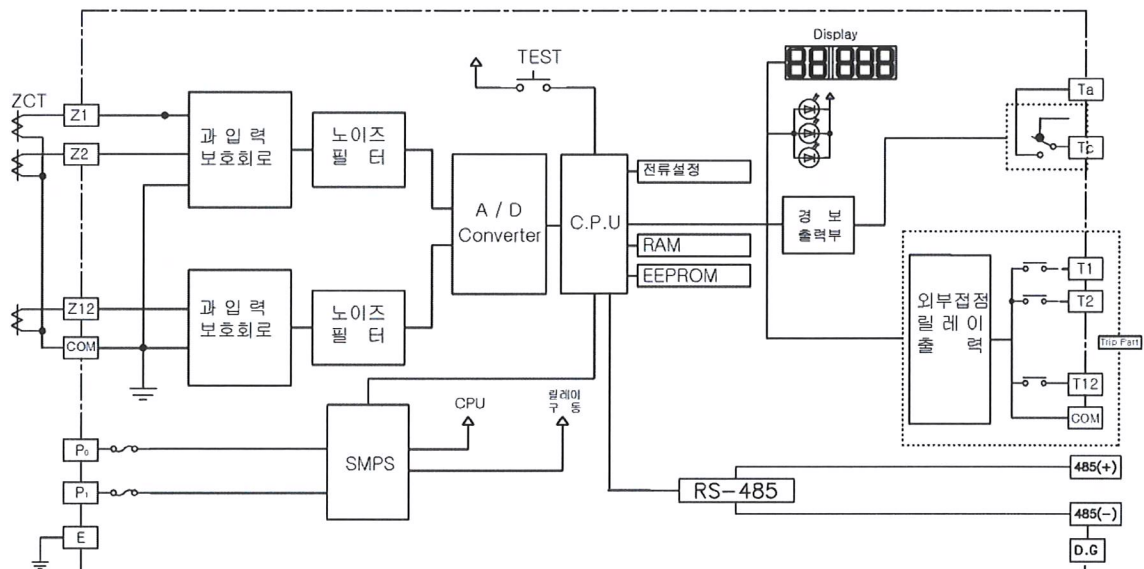 Display
TEST
ZCT
Z1
Z2
Z12
COM
과 입 력
보호회로
노이즈
필 터
과 입 력
보호회로
노이즈
필 터
A / D
Converter
C.P.U
전류설정
RAM
EEPROM
경 보
출력부
Ta
Tc
외부접점
릴 레 이
출 력
T1
T2
T12
COM
Trip Part
CPU
릴레이
구 동
SMPS
P₀
P₁
E
RS-485
485(+)
485(-)
D.G